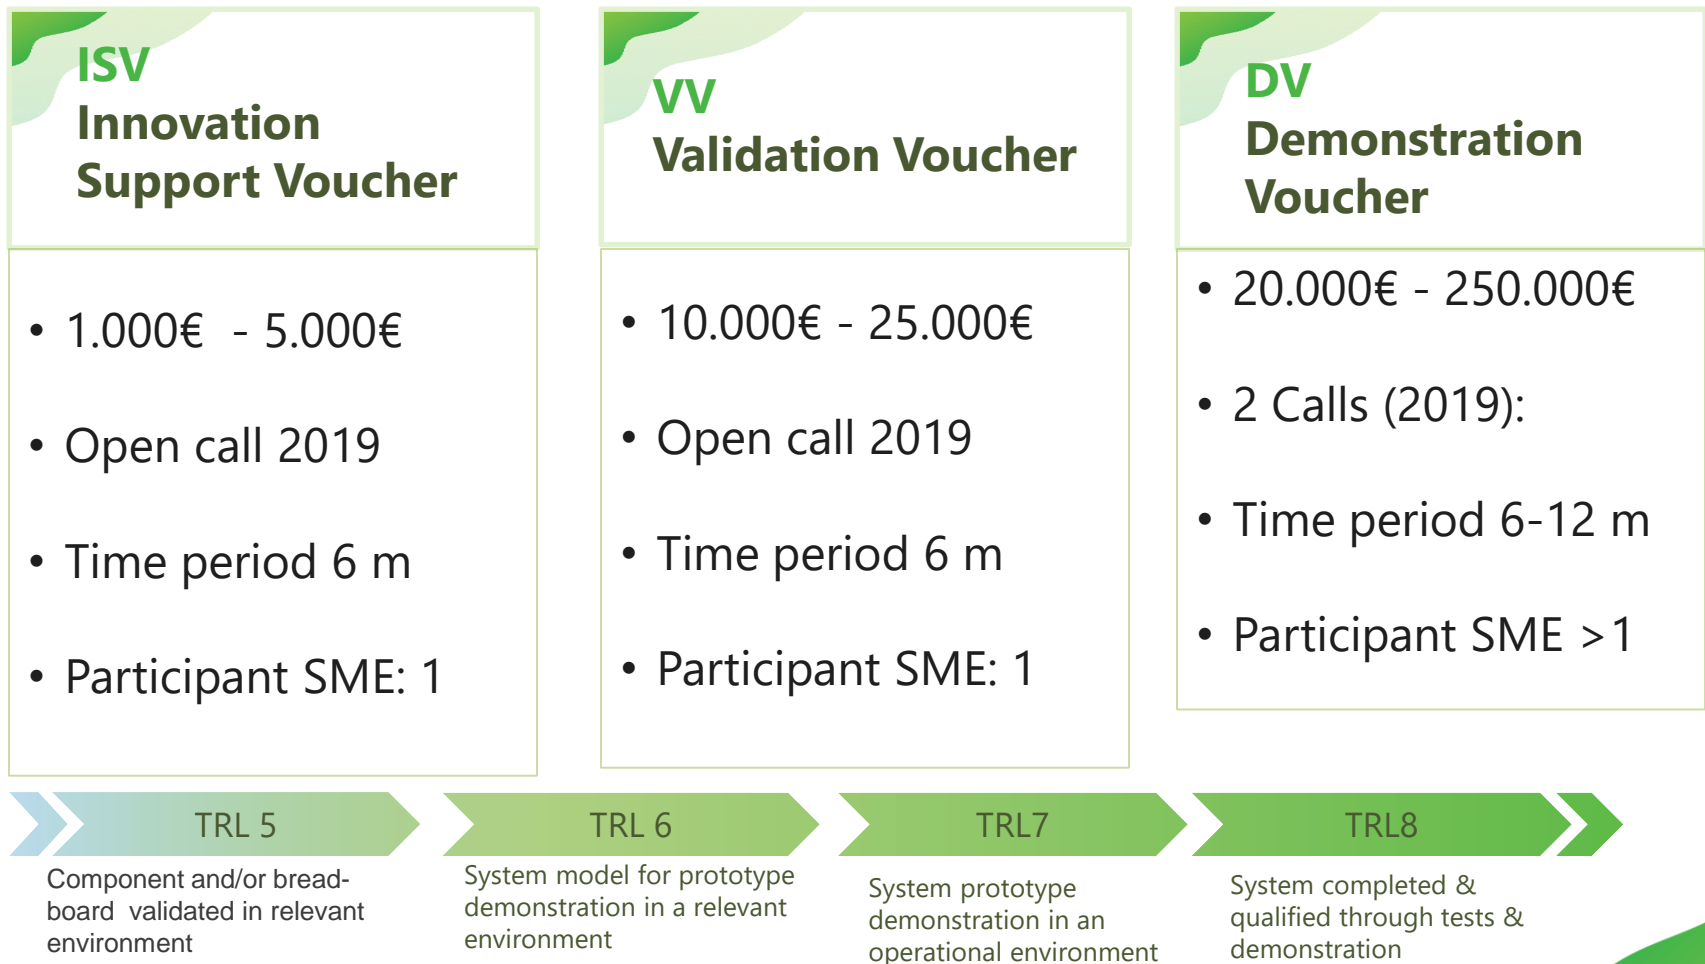 ISV
Innovation
Support Voucher
• 1.000€  - 5.000€
• Open call 2019
• Time period 6 m
• Participant SME: 1
VV
Validation Voucher
• 10.000€ - 25.000€
• Open call 2019
• Time period 6 m
• Participant SME: 1
DV
Demonstration
Voucher
• 20.000€ - 250.000€
• 2 Calls (2019):
• Time period 6-12 m
• Participant SME >1
TRL 5
Component and/or bread-
board  validated in relevant
environment
TRL 6
System model for prototype
demonstration in a relevant
environment
TRL7
System prototype
demonstration in an
operational environment
TRL8
System completed &
qualified through tests &
demonstration